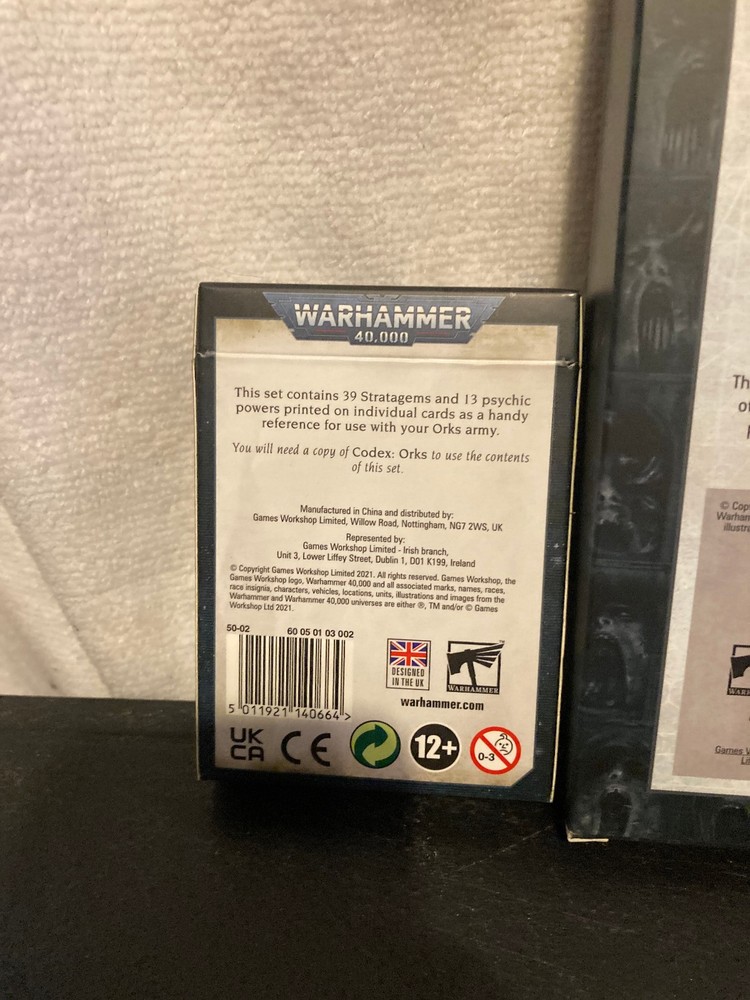 WARHAMMER
40,000
This set contains 39 Stratagems and 13 psychic
powers printed on individual cards as a handy
reference for use with your Orks army.
You will need a copy of Codex: Orks to use the contents
of this set.
Manufactured in China and distributed by:
Games Workshop Limited, Willow Road, Nottingham, NG7 2WS, UK
Represented by:
Games Workshop Limited - Irish branch,
Unit 3, Lower Liffey Street, Dublin 1, D01 K199, Ireland
© Copyright Games Workshop Limited 2021. All rights reserved. Games Workshop, the
Games Workshop logo, Warhammer 40,000 and all associated marks, names, races,
race insignia, characters, vehicles, locations, units, illustrations and images from the
Warhammer and Warhammer 40,000 universes are either ®, TM and/or © Games
Workshop Ltd 2021.
50-02 60 05 01 03 002
5 011921 140664 >
DESIGNED
IN THE UK
WARHAMMER
TM
warhammer.com
UK
CA
CE
12+
0-3
Th
© Cop
Warham
illustra
WAR
Games W